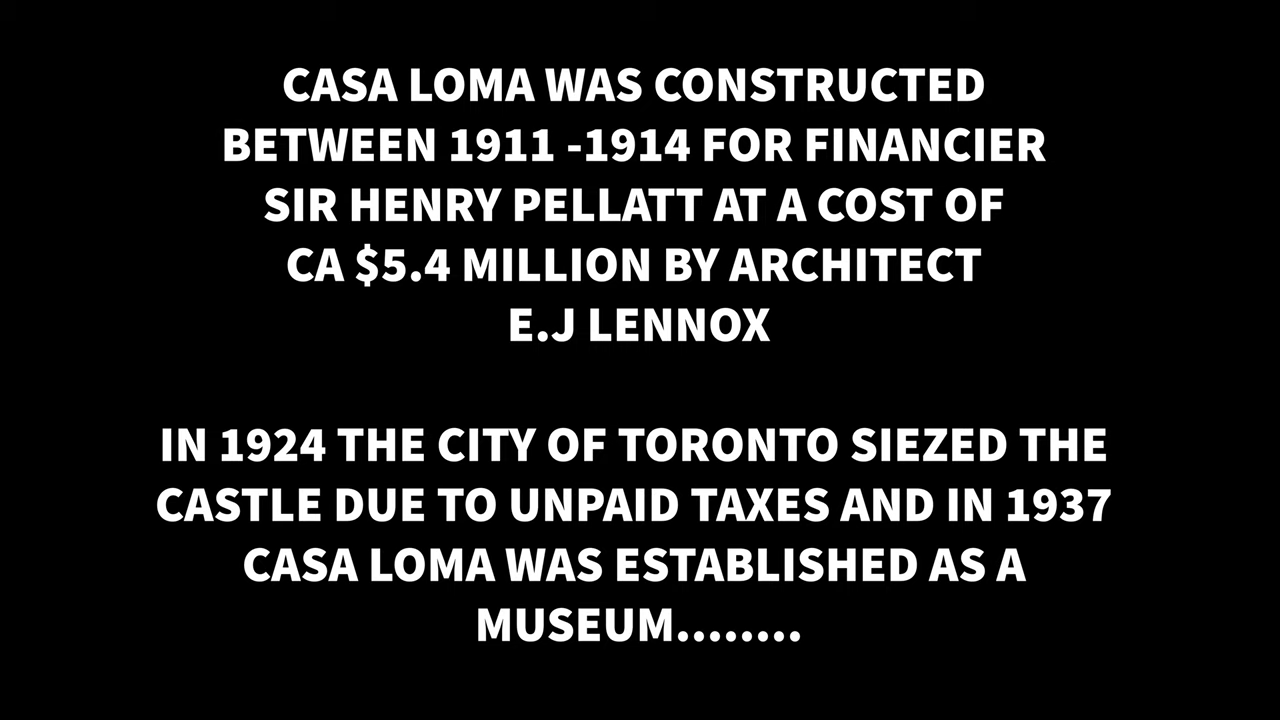 CASA LOMA WAS CONSTRUCTED
BETWEEN 1911 -1914 FOR FINANCIER
SIR HENRY PELLATT AT A COST OF
CA $5.4 MILLION BY ARCHITECT
E.J LENNOX
IN 1924 THE CITY OF TORONTO SIEZED THE
CASTLE DUE TO UNPAID TAXES AND IN 1937
CASA LOMA WAS ESTABLISHED AS A
MUSEUM........